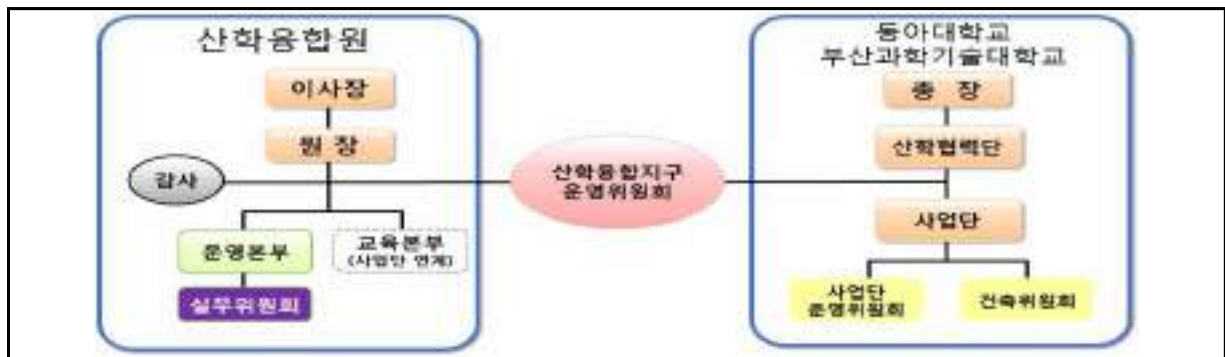 산학융합원
이사장
원 장
감사
운영본부
교육본부
(사업단 연계)
실무위원회
산학융합지구
운영위원회
동아대학교
부산과학기술대학교
총 장
산학협력단
사업단
사업단
운영위원회
건축위원회